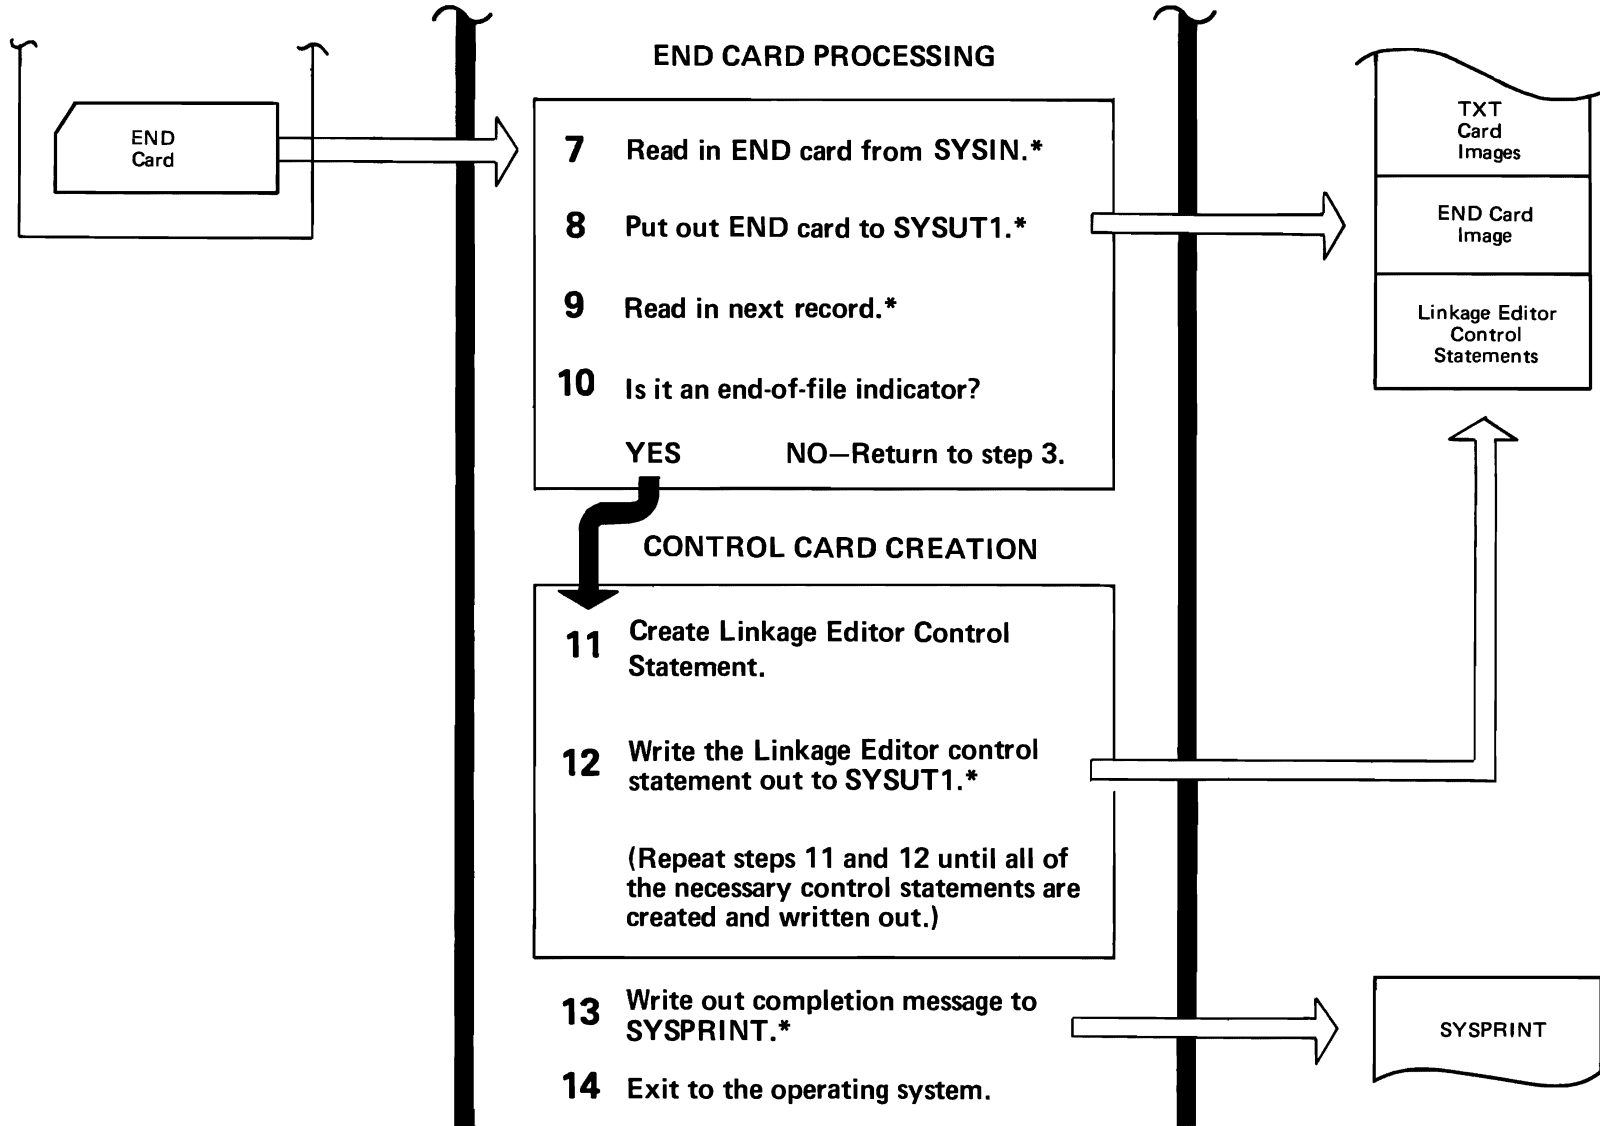 END CARD PROCESSING
END
Card
7 Read in END card from SYSIN.*
8 Put out END card to SYSUT1.*
9 Read in next record.*
10 Is it an end-of-file indicator?
YES NO—Return to step 3.
TXT
Card
Images
END Card
Image
Linkage Editor
Control
Statements
CONTROL CARD CREATION
11 Create Linkage Editor Control
Statement.
12 Write the Linkage Editor control
statement out to SYSUT1.*
(Repeat steps 11 and 12 until all of
the necessary control statements are
created and written out.)
13 Write out completion message to
SYSPRINT.*
SYSPRINT
14 Exit to the operating system.